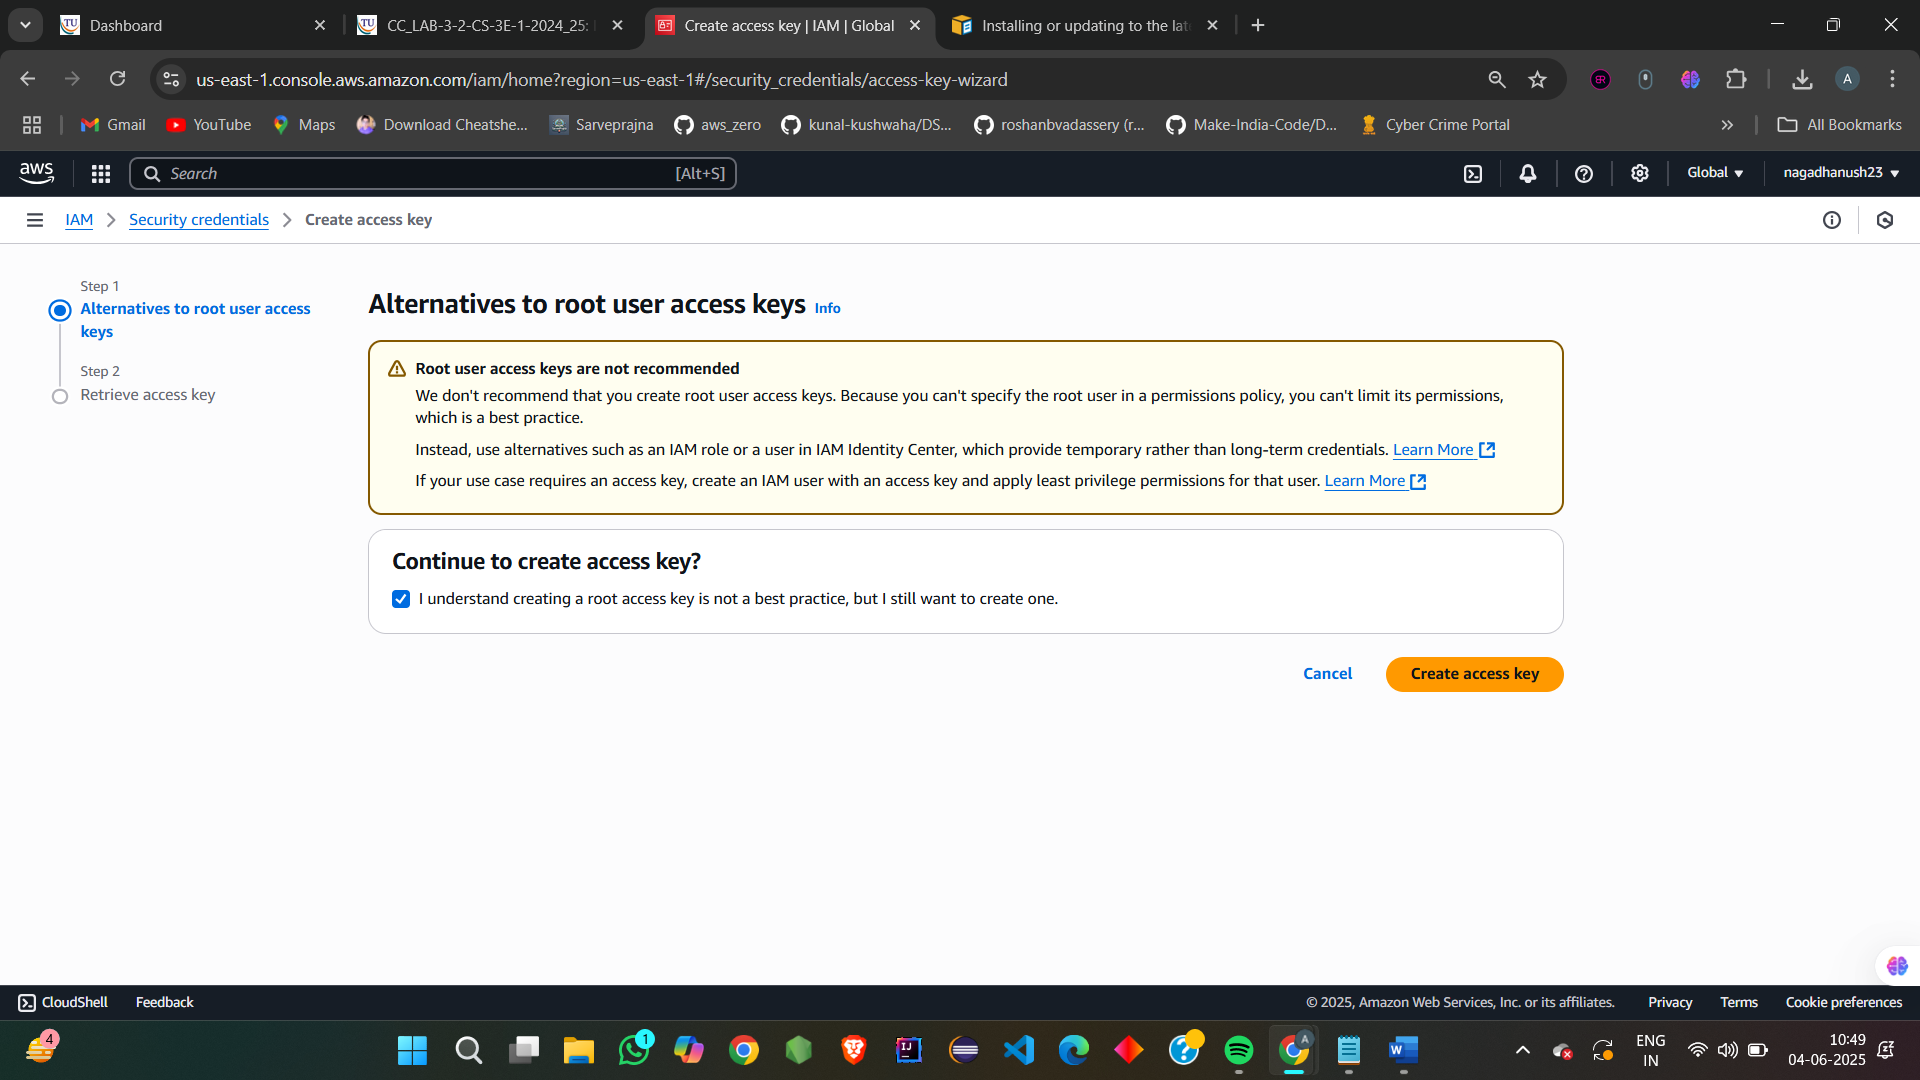 Dashboard
CC_LAB-3-2-CS-3E-1-2024_25:
Create access key | IAM | Global
Installing or updating to the late
us-east-1.console.aws.amazon.com/iam/home?region=us-east-1#/security_credentials/access-key-wizard
Gmail
YouTube
Maps
Download Cheatshe...
Sarveprajna
aws_zero
kunal-kushwaha/DS...
roshanbvadassery (r...
Make-India-Code/D...
Cyber Crime Portal
All Bookmarks
aws
Search
[Alt+S]
Global
nagadhanush23
IAM
Security credentials
Create access key
Step 1
Alternatives to root user access
keys
Step 2
Retrieve access key
Alternatives to root user access keys Info
Root user access keys are not recommended
We don't recommend that you create root user access keys. Because you can't specify the root user in a permissions policy, you can't limit its permissions,
which is a best practice.
Instead, use alternatives such as an IAM role or a user in IAM Identity Center, which provide temporary rather than long-term credentials. Learn More
If your use case requires an access key, create an IAM user with an access key and apply least privilege permissions for that user. Learn More
Continue to create access key?
I understand creating a root access key is not a best practice, but I still want to create one.
Cancel
Create access key
CloudShell
Feedback
© 2025, Amazon Web Services, Inc. or its affiliates.
Privacy
Terms
Cookie preferences
4
1
A
ENG
IN
10:49
04-06-2025